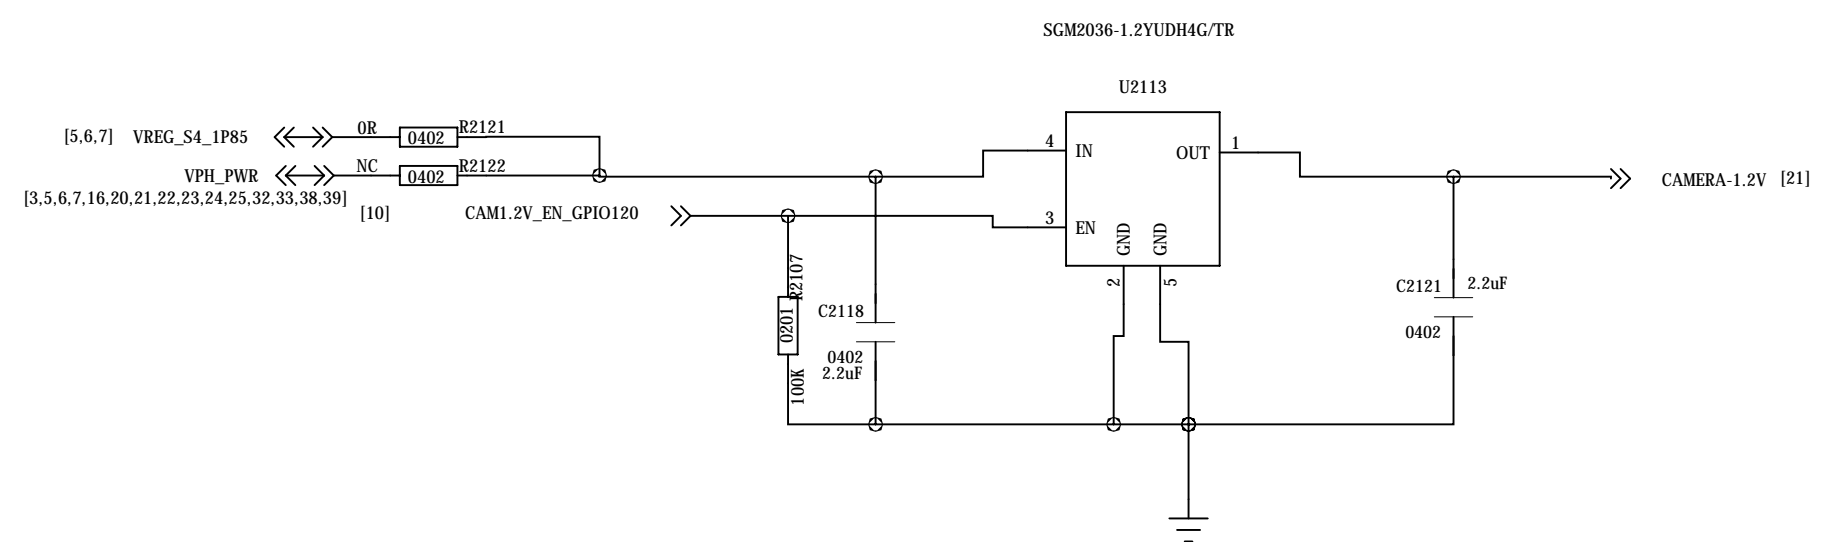 SGM2036-1.2YUDH4G/TR
U2113
[5,6,7] VREG_S4_1P85 0R 0402 R2121
VPH_PWR NC 0402 R2122
[3,5,6,7,16,20,21,22,23,24,25,32,33,38,39]
[10] CAM1.2V_EN_GPIO120
4 IN
OUT 1
3 EN
GND GND
2 5
CAMERA-1.2V [21]
R2107
0201
100K
C2118
0402
2.2uF
C2121 2.2uF
0402